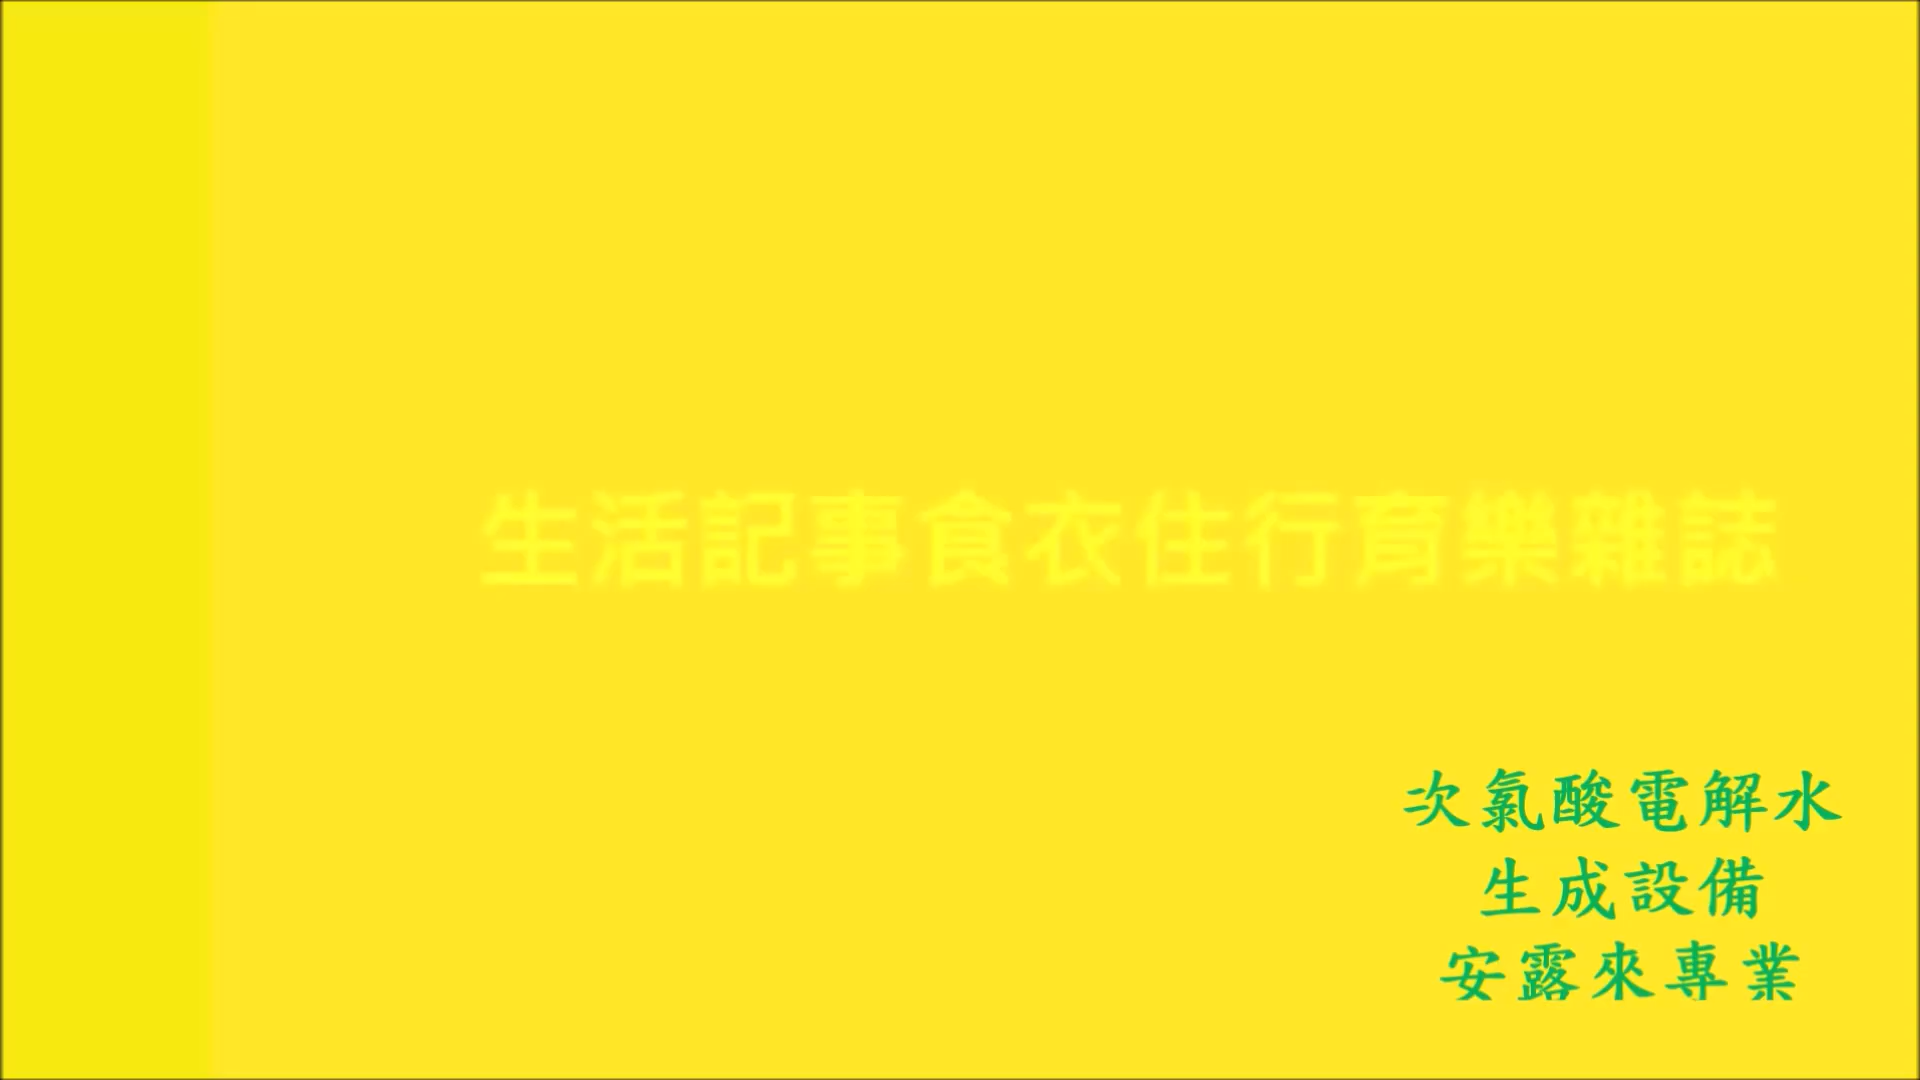 生活記事食衣住行育樂雜誌
次氯酸電解水
生成設備
安露來專業